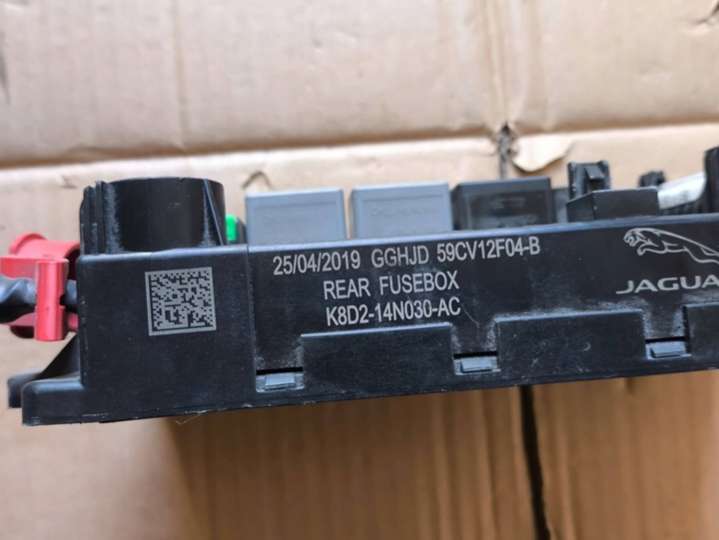 25/04/2019 GGHJD 59CV12F04-B
REAR FUSEBOX
K8D2-14N030-AC
JAGUA